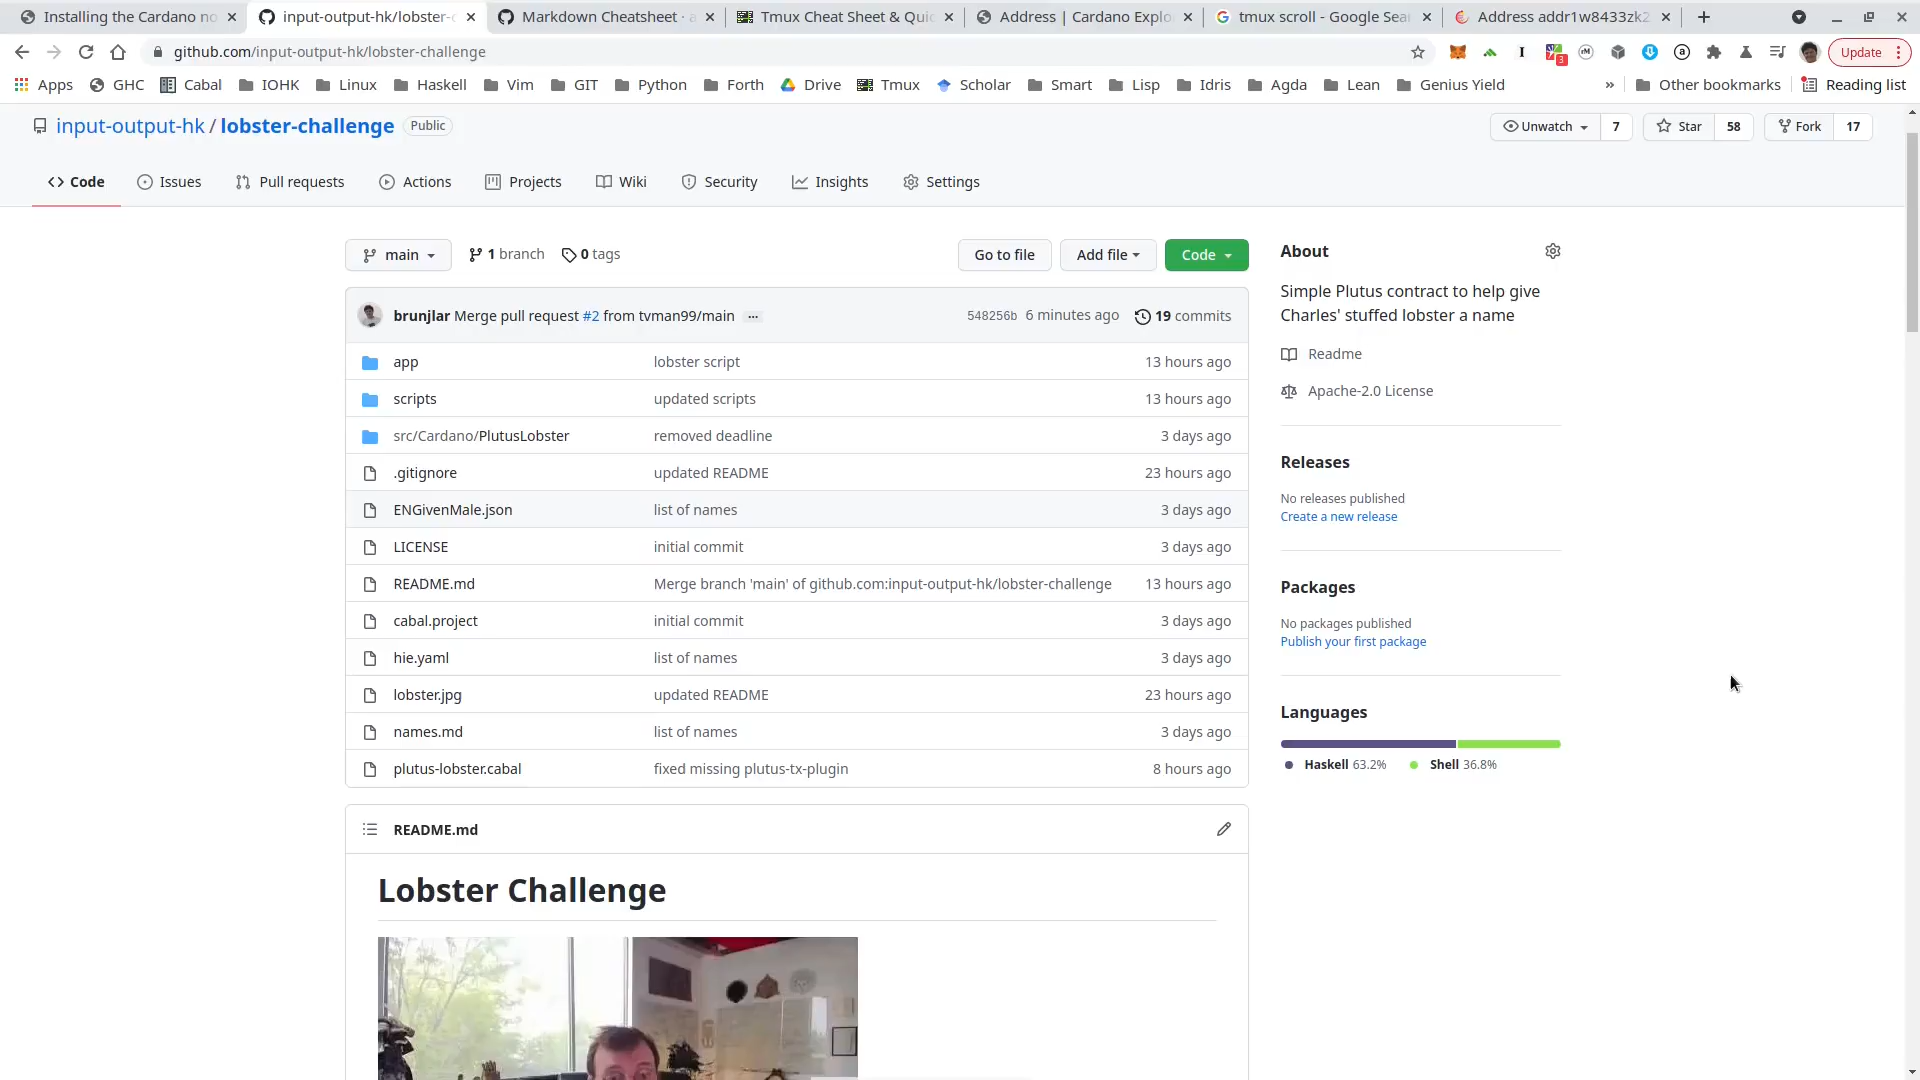 Installing the Cardano no
input-output-hk/lobster-c
Markdown Cheatsheet · a
Tmux Cheat Sheet & Quic
Address | Cardano Explo
tmux scroll - Google Sear
Address addr1w8433zk2
github.com/input-output-hk/lobster-challenge
3
Update
Apps
GHC
Cabal
IOHK
Linux
Haskell
Vim
GIT
Python
Forth
Drive
Tmux
Scholar
Smart
Lisp
Idris
Agda
Lean
Genius Yield
»
Other bookmarks
Reading list
input-output-hk / lobster-challenge Public
Unwatch 7
Star 58
Fork 17
Code
Issues
Pull requests
Actions
Projects
Wiki
Security
Insights
Settings
main
1 branch
0 tags
Go to file
Add file
Code
brunjlar Merge pull request #2 from tvman99/main ...
548256b 6 minutes ago
19 commits
app lobster script 13 hours ago
scripts updated scripts 13 hours ago
src/Cardano/PlutusLobster removed deadline 3 days ago
.gitignore updated README 23 hours ago
ENGivenMale.json list of names 3 days ago
LICENSE initial commit 3 days ago
README.md Merge branch 'main' of github.com:input-output-hk/lobster-challenge 13 hours ago
cabal.project initial commit 3 days ago
hie.yaml list of names 3 days ago
lobster.jpg updated README 23 hours ago
names.md list of names 3 days ago
plutus-lobster.cabal fixed missing plutus-tx-plugin 8 hours ago
README.md
Lobster Challenge
About
Simple Plutus contract to help give
Charles' stuffed lobster a name
Readme
Apache-2.0 License
Releases
No releases published
Create a new release
Packages
No packages published
Publish your first package
Languages
Haskell 63.2%
Shell 36.8%